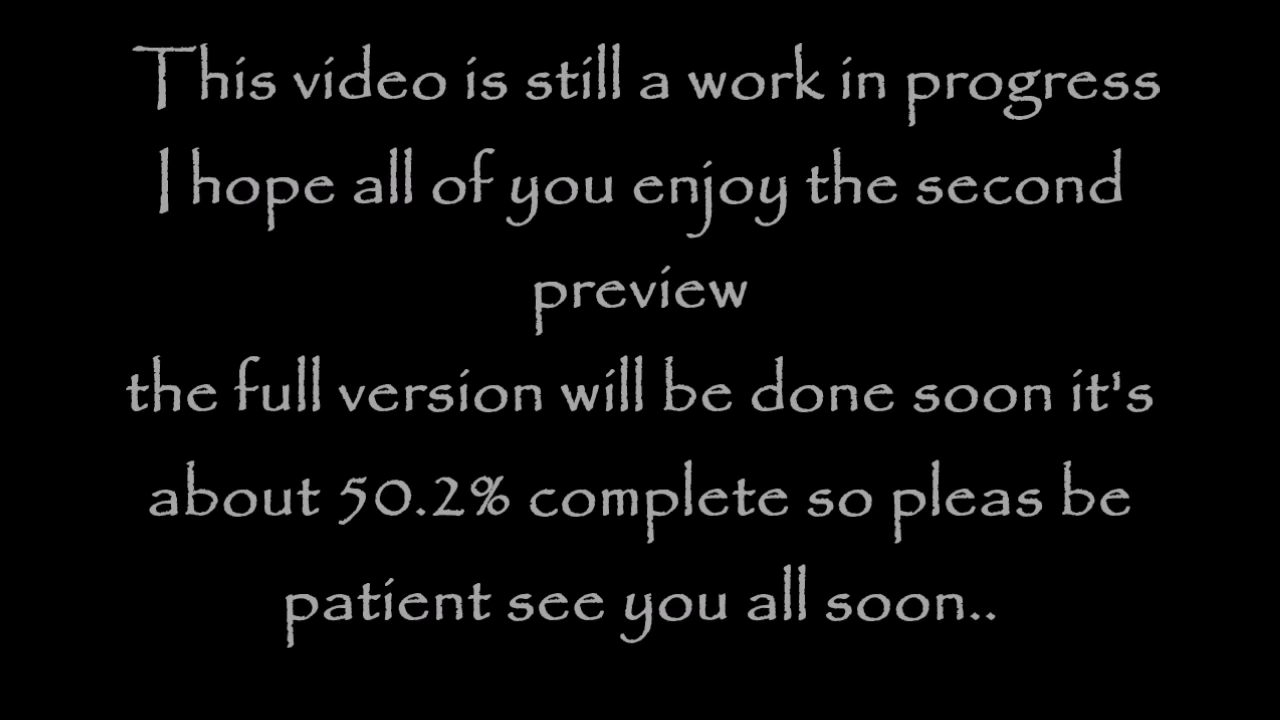 This video is still a work in progress
I hope all of you enjoy the second
preview
the full version will be done soon it's
about 50.2% complete so pleas be
patient see you all soon..